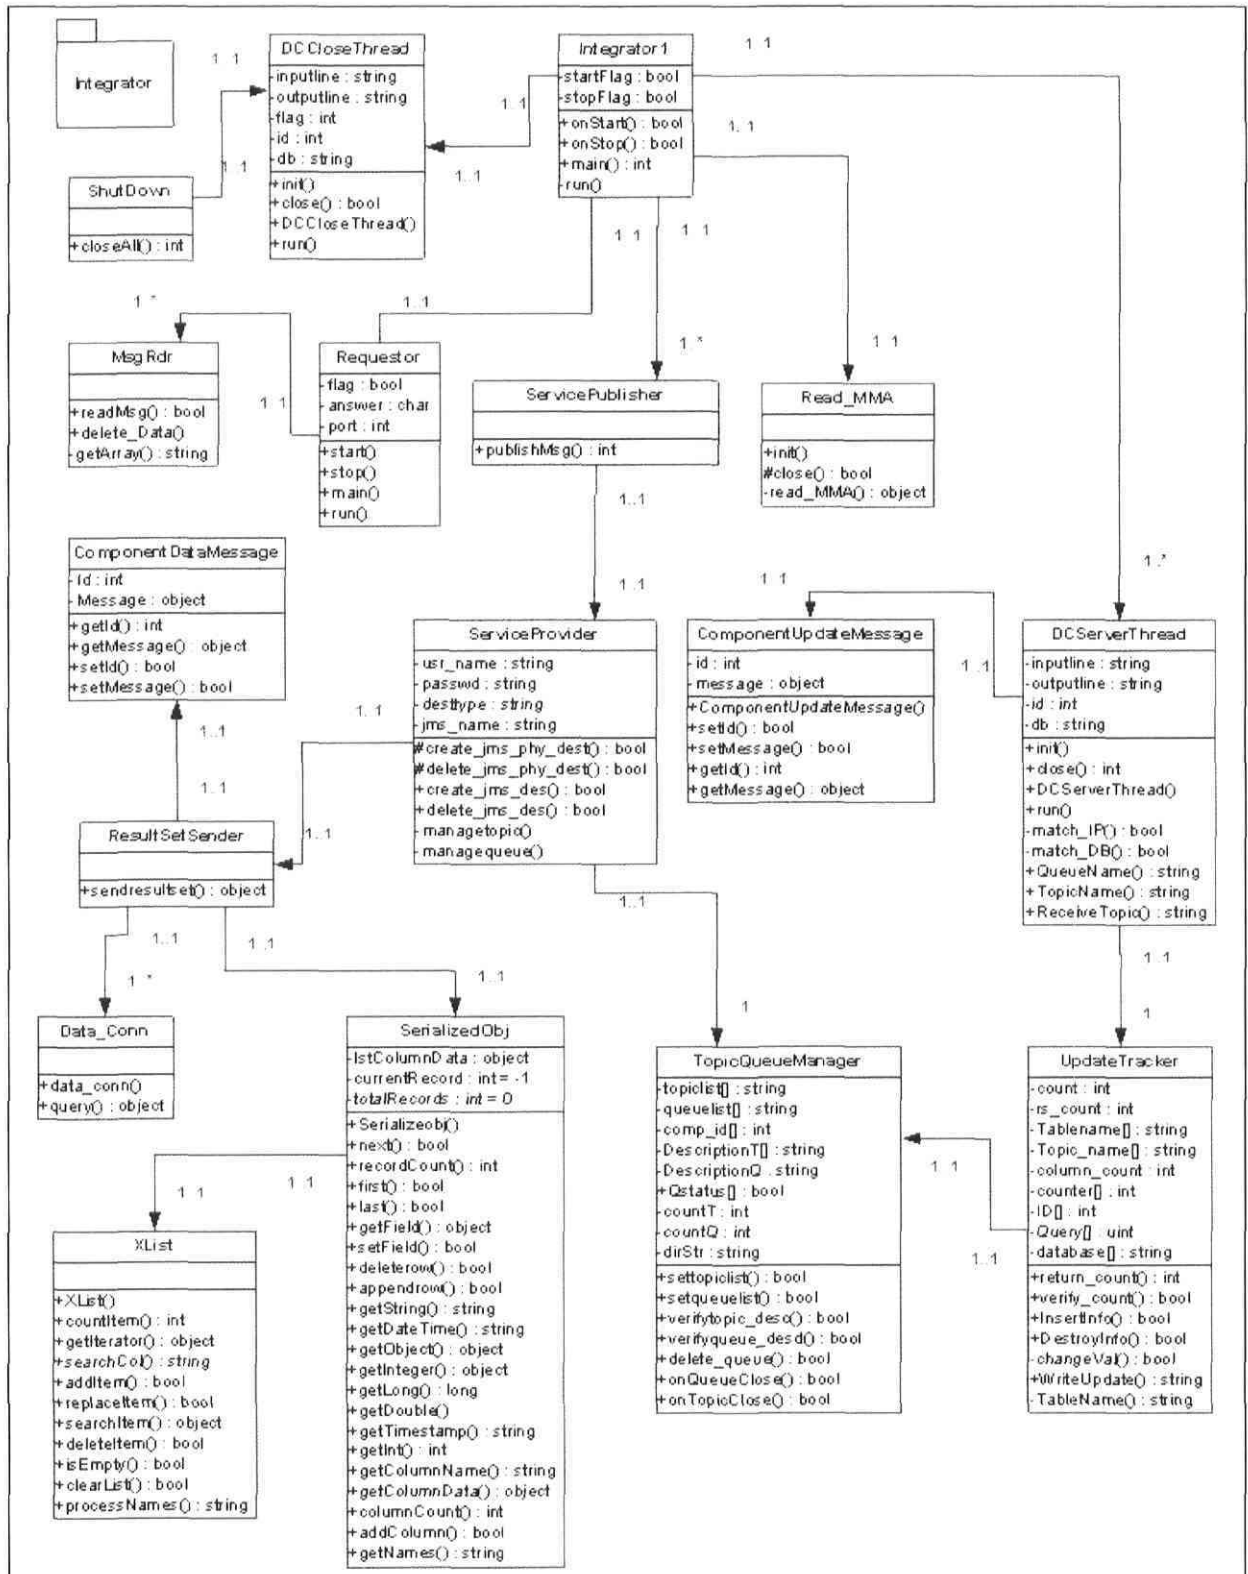 Integrator
DCCloseThread
-inputline : string
-outputline : string
-flag : int
-id : int
-db : string
+init()
+close() : bool
+DCCloseThread()
+run()
Integrator1
-startFlag : bool
-stopFlag : bool
+onStart() : bool
+onStop() : bool
+main() : int
-run()
1 1
1 1
1 1
1..1
1..1
1 1
1..1
ShutDown
+closeAll() : int
1 1
1 1
1 *
1..1
1..*
1 1
MsgRdr
+readMsg() : bool
+delete_Data()
-getArray() : string
1 1
Requestor
- flag : bool
- answer : char
- port : int
+start()
+stop()
+main()
+run()
ServicePublisher
+publishMsg() : int
Read_MMA
+init()
#close() : bool
-read_MMA() : object
1..1
1..1
1 1
1..*
ComponentDataMessage
- Id : int
- Message : object
+getId() : int
+getMessage() : object
+setId() : bool
+setMessage() : bool
ServiceProvider
- usr_name : string
- passwd : string
- desttype : string
- jms_name : string
#create_jms_phy_dest() : bool
#delete_jms_phy_dest() : bool
+create_jms_des() : bool
+delete_jms_des() : bool
- managetopic()
- managequeue()
ComponentUpdateMessage
- id : int
- message : object
+ComponentUpdateMessage()
+setId() : bool
+setMessage() : bool
+getId() : int
+getMessage() : object
1..1
DCServerThread
-inputline : string
-outputline : string
-id : int
-db : string
+init()
+close() : int
+DCServerThread()
+run()
-match_IP() : bool
-match_DB() : bool
+QueueName() : string
+TopicName() : string
+ReceiveTopic() : string
1..1
1..1
1..1
1..1
ResultSetSender
+sendresultset() : object
1..1
1..1
1..1
1..1
1 *
1..1
1
1
Data_Conn
+data_conn()
+query() : object
SerializedObj
-lstColumnData : object
-currentRecord : int = -1
-totalRecords : int = 0
+Serializeobj()
+next() : bool
+recordCount() : int
+first() : bool
+last() : bool
+getField() : object
+setField() : bool
+deleterow() : bool
+appendrow() : bool
+getString() : string
+getDateTime() : string
+getObject() : object
+getInteger() : object
+getLong() : long
+getDouble()
+getTimestamp() : string
+getInt() : int
+getColumnName() : string
+getColumnData() : object
+columnCount() : int
+addColumn() : bool
+getNames() : string
TopicQueueManager
-topiclist[] : string
-queuelist[] : string
-comp_id[] : int
-DescriptionT[] : string
-DescriptionQ : string
+Qstatus[] : bool
-countT : int
-countQ : int
-dirStr : string
+settopiclist() : bool
+setqueuelist() : bool
+verifytopic_desc() : bool
+verifyqueue_desd() : bool
+delete_queue() : bool
+onQueueClose() : bool
+onTopicClose() : bool
UpdateTracker
-count : int
-rs_count : int
-Tablename[] : string
-Topic_name[] : string
-column_count : int
-counter[] : int
-ID[] : int
-Query[] : uint
-database[] : string
+return_count() : int
+verify_count() : bool
+InsertInfo() : bool
+DestroyInfo() : bool
-changeVal() : bool
+WriteUpdate() : string
-TableName() : string
1 1
1..1
1 1
1 1
XList
+XList()
+countItem() : int
+getIterator() : object
+searchCol() : string
+addItem() : bool
+replaceItem() : bool
+searchItem() : object
+deleteItem() : bool
+isEmpty() : bool
+clearList() : bool
+processNames() : string